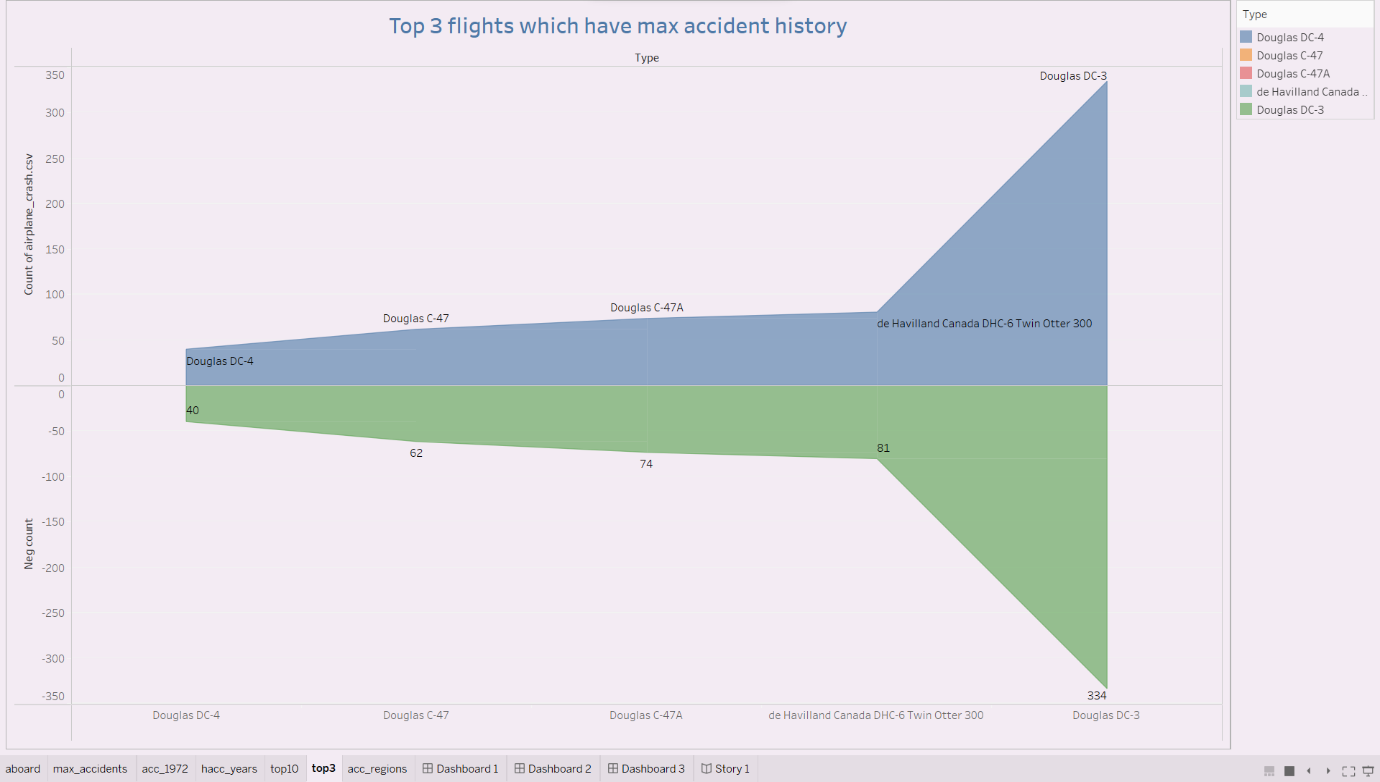 Top 3 flights which have max accident history
Type
Type
Douglas DC-4
Douglas C-47
Douglas C-47A
de Havilland Canada ..
Douglas DC-3
Count of airplane_crash.csv
350
300
250
200
150
100
50
0
Douglas DC-4
Douglas C-47
Douglas C-47A
de Havilland Canada DHC-6 Twin Otter 300
Douglas DC-3
Neg count
0
-50
-100
-150
-200
-250
-300
-350
40
62
74
81
334
Douglas DC-4
Douglas C-47
Douglas C-47A
de Havilland Canada DHC-6 Twin Otter 300
Douglas DC-3
aboard
max_accidents
acc_1972
hacc_years
top10
top3
acc_regions
Dashboard 1
Dashboard 2
Dashboard 3
Story 1